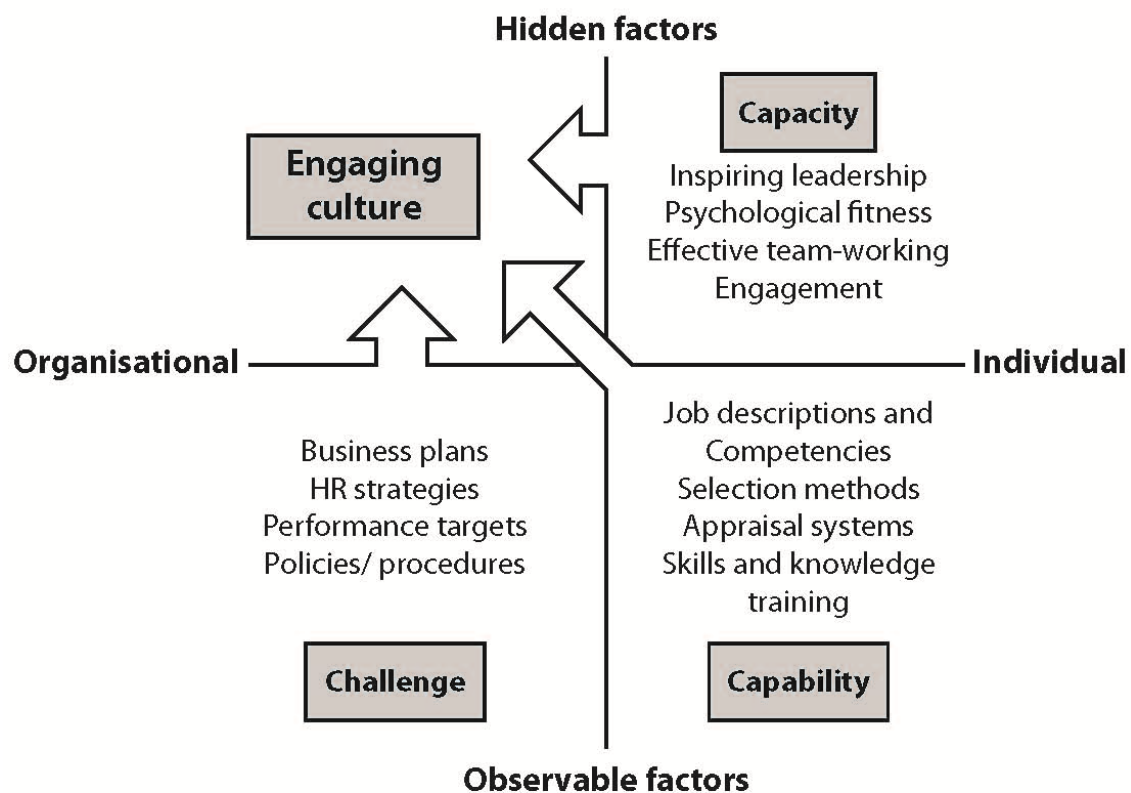 Hidden factors
Capacity
Engaging
culture
Inspiring leadership
Psychological fitness
Effective team-working
Engagement
Organisational
Individual
Business plans
HR strategies
Performance targets
Policies/ procedures
Job descriptions and
Competencies
Selection methods
Appraisal systems
Skills and knowledge
training
Challenge
Capability
Observable factors